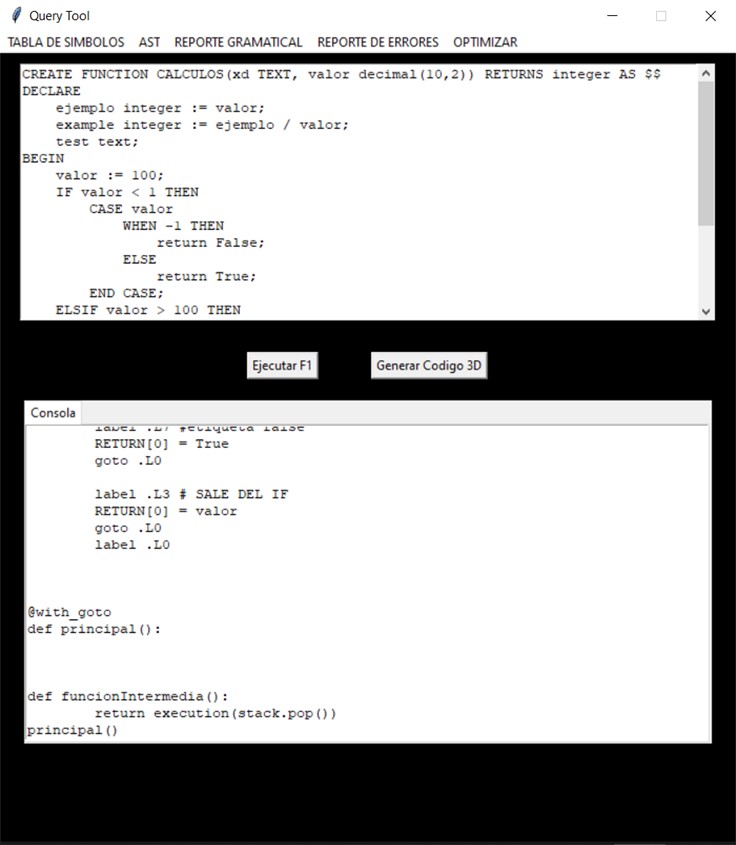 Query Tool
TABLA DE SIMBOLOS AST REPORTE GRAMATICAL REPORTE DE ERRORES OPTIMIZAR
CREATE FUNCTION CALCULOS(xd TEXT, valor decimal(10,2)) RETURNS integer AS $$
DECLARE
    ejemplo integer := valor;
    example integer := ejemplo / valor;
    test text;
BEGIN
    valor := 100;
    IF valor < 1 THEN
        CASE valor
            WHEN -1 THEN
                return False;
            ELSE
                return True;
        END CASE;
    ELSIF valor > 100 THEN
Ejecutar F1 Generar Codigo 3D
Consola
        label .L7 #etiqueta false
        RETURN[0] = True
        goto .L0
        label .L3 # SALE DEL IF
        RETURN[0] = valor
        goto .L0
        label .L0
@with_goto
def principal():
def funcionIntermedia():
        return execution(stack.pop())
principal()